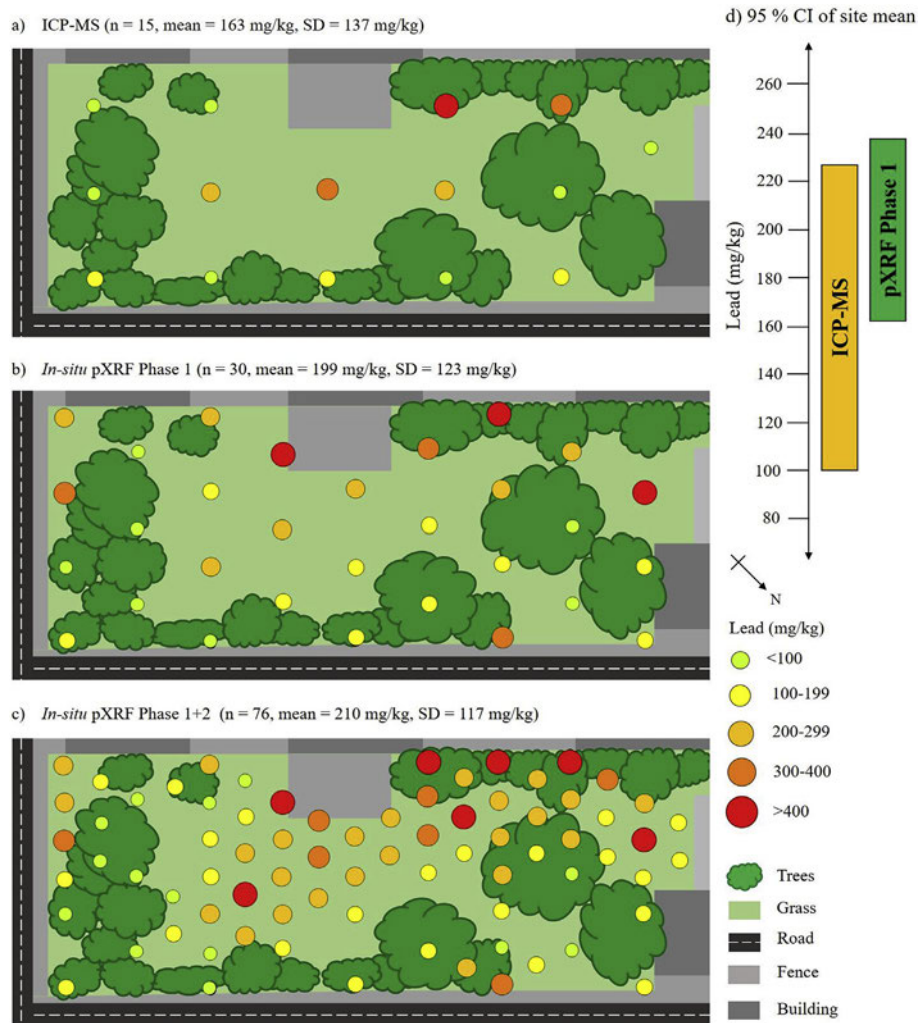 a) ICP-MS (n = 15, mean = 163 mg/kg, SD = 137 mg/kg)
d) 95 % CI of site mean
260
240
220
200
180
160
140
120
100
80
Lead (mg/kg)
ICP-MS
pXRF Phase 1
b) In-situ pXRF Phase 1 (n = 30, mean = 199 mg/kg, SD = 123 mg/kg)
N
Lead (mg/kg)
<100
100-199
200-299
300-400
>400
c) In-situ pXRF Phase 1+2 (n = 76, mean = 210 mg/kg, SD = 117 mg/kg)
Trees
Grass
Road
Fence
Building